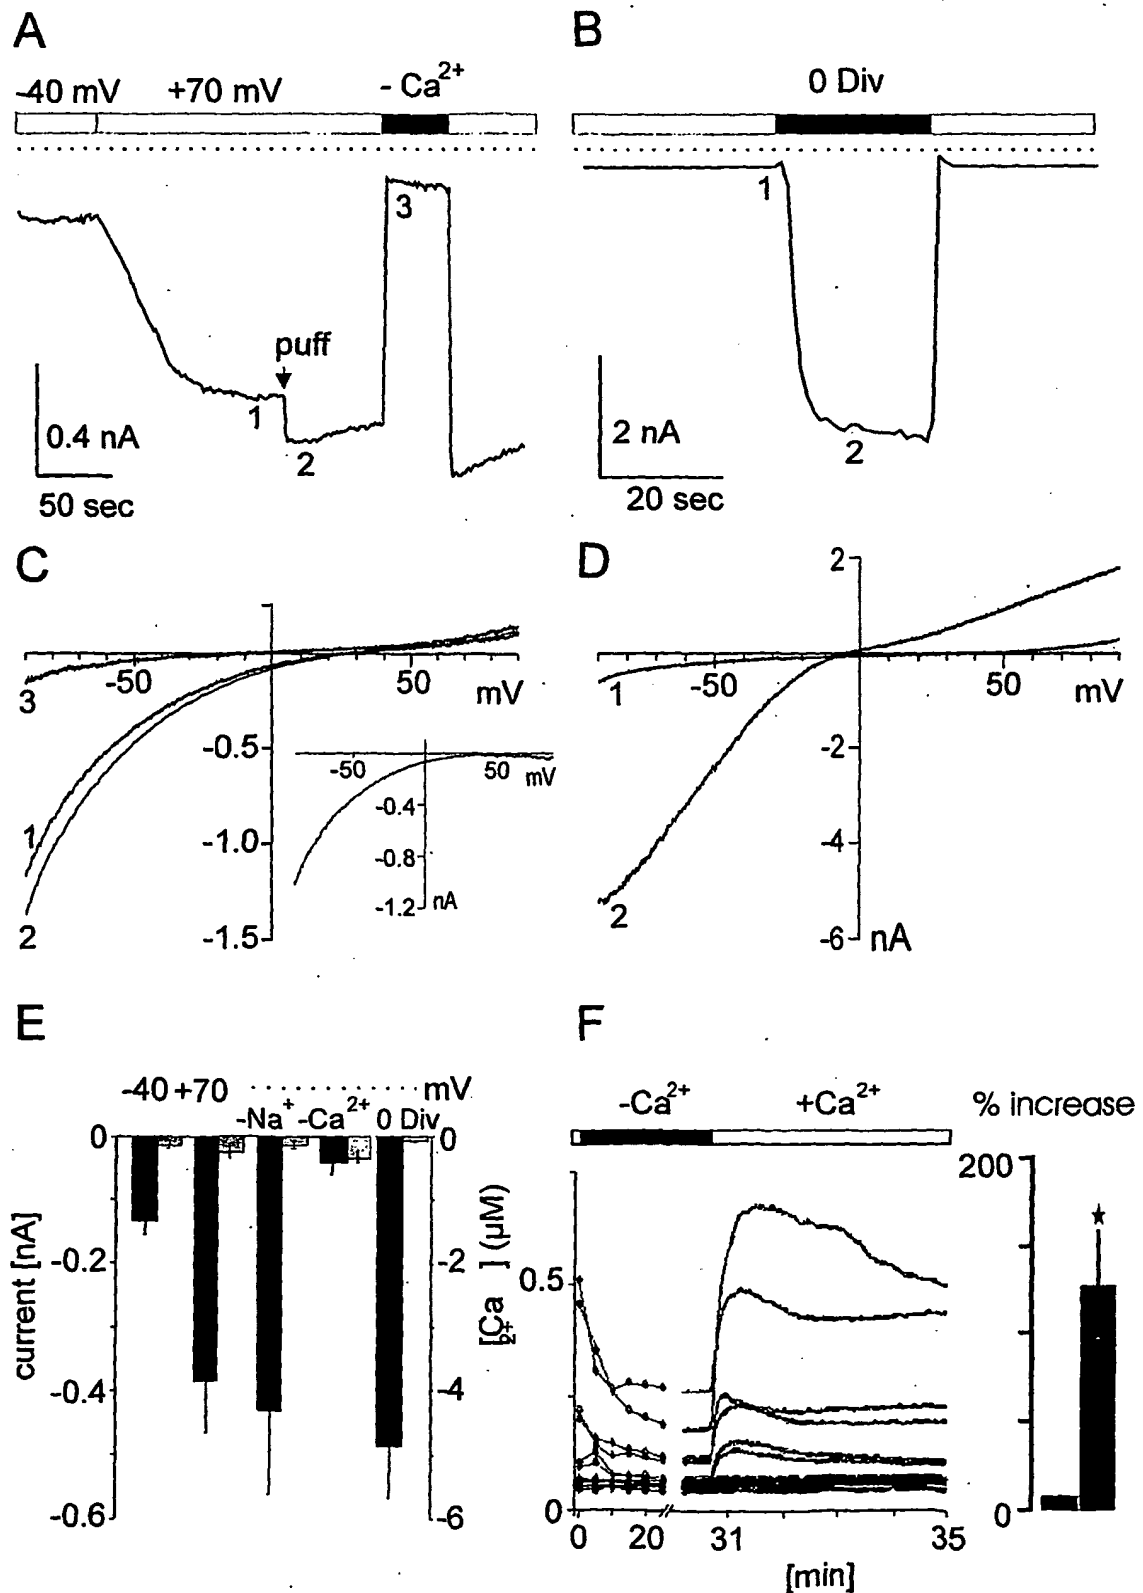 A
B
-40 mV +70 mV - Ca2+
0 Div
3
1
puff
1
2
0.4 nA
50 sec
2
2 nA
20 sec
C
D
2
3
-50
50
mV
-0.5
-1.0
-1.5
1
2
-50
50
mV
-0.4
-0.8
-1.2
nA
1
-50
50
mV
-2
-4
-6
nA
2
E
F
-40 +70 mV
-Na+ -Ca2+ 0 Div
0
-0.2
-0.4
-0.6
current [nA]
0
-2
-4
-6
[Ca2+] (µM)
-Ca2+ +Ca2+
% increase
0.5
0
0 20 31 35
[min]
200
0
★